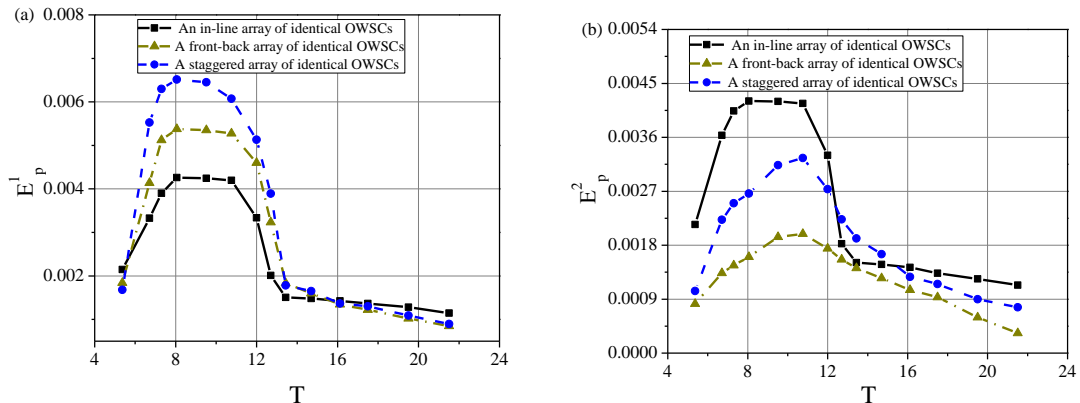 (a)
0.008
0.006
0.004
0.002
E¹ₚ
An in-line array of identical OWSCs
A front-back array of identical OWSCs
A staggered array of identical OWSCs
4 8 12 16 20 24
T
(b)
0.0054
0.0045
0.0036
0.0027
0.0018
0.0009
0.0000
E²ₚ
An in-line array of identical OWSCs
A front-back array of identical OWSCs
A staggered array of identical OWSCs
4 8 12 16 20 24
T